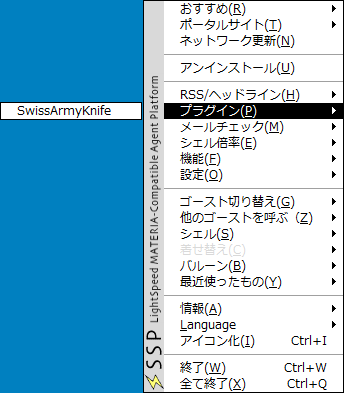 おすすめ(R)
ポータルサイト(T)
ネットワーク更新(N)
アンインストール(U)
RSS/ヘッドライン(H)
プラグイン(P)
SwissArmyKnife
メールチェック(M)
シェル倍率(E)
機能(F)
設定(O)
ゴースト切り替え(G)
他のゴーストを呼ぶ(Z)
シェル(S)
着せ替え(C)
バルーン(B)
最近使ったもの(Y)
情報(A)
Language
アイコン化(I) Ctrl+I
終了(W) Ctrl+W
全て終了(X) Ctrl+Q
SSP LightSpeed MATERIA-Compatible Agent Platform